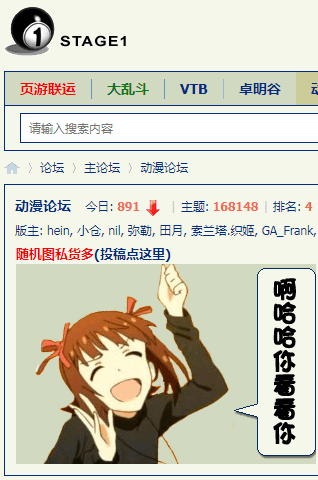 1 STAGE1
页游联运 大乱斗 VTB 卓明谷 动
请输入搜索内容
论坛 〉 主论坛 〉 动漫论坛
动漫论坛 今日: 891 | 主题: 168148 | 排名: 4
版主: hein, 小仓, nil, 弥勒, 田月, 索兰塔.织姬, GA_Frank,
随机图私货多(投稿点这里)
啊哈哈你看看你